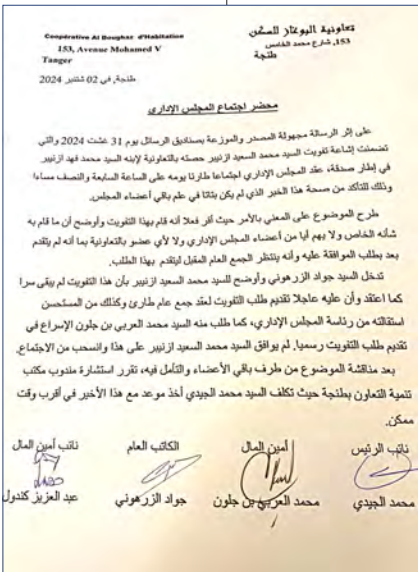 Coopérative Al Boughaz d'Habitation
153, Avenue Mohamed V
Tanger
تعاونية البوغاز للسكن
153، شارع محمد الخامس
طنجة
طنجة، في 02 شتنبر 2024
محضر اجتماع المجلس الإداري
على إثر الرسالة مجهولة المصدر والموزعة بصناديق الرسائل يوم 31 غشت 2024 والتي
تضمنت إشاعة تفويت السيد محمد السعيد ازنيبر حصته بالتعاونية لإبنه السيد محمد فهد ازنيبر
في إطار صدقة، عقد المجلس الإداري اجتماعا طارئا يومه على الساعة السابعة والنصف مساءا
وذلك للتأكد من صحة هذا الخبر الذي لم يكن بتاتا في علم باقي أعضاء المجلس.
طرح الموضوع على المعني بالأمر حيث أقر فعلا أنه قام بهذا التفويت وأوضح أن ما قام به
شأنه الخاص ولا يهم أيا من أعضاء المجلس الإداري ولا لأي عضو بالتعاونية بما أنه لم يتقدم
بعد بطلب الموافقة عليه وأنه ينتظر الجمع العام المقبل ليتقدم بهذا الطلب.
تدخل السيد جواد الزرهوني وأوضح للسيد محمد السعيد ازنيبر بأن هذا التفويت لم يبقى سرا
كما اعتقد وأن عليه عاجلا تقديم طلب التفويت لعقد جمع عام طارئ وكذلك من المستحسن
استقالته من رئاسة المجلس الإداري، كما طلب منه السيد محمد العربي بن جلون الإسراع في
تقديم طلب التفويت رسميا. لم يوافق السيد محمد السعيد ازنيبر على هذا وانسحب من الاجتماع.
بعد مناقشة الموضوع من طرف باقي الأعضاء والتأمل فيه، تقرر استشارة مندوب مكتب
تنمية التعاون بطنجة حيث تكلف السيد محمد الجيدي أخذ موعد مع هذا الأخير في أقرب وقت
ممكن.
نائب الرئيس أمين المال الكاتب العام نائب أمين المال
محمد الجيدي محمد العربي بن جلون جواد الزرهوني عبد العزيز كندول